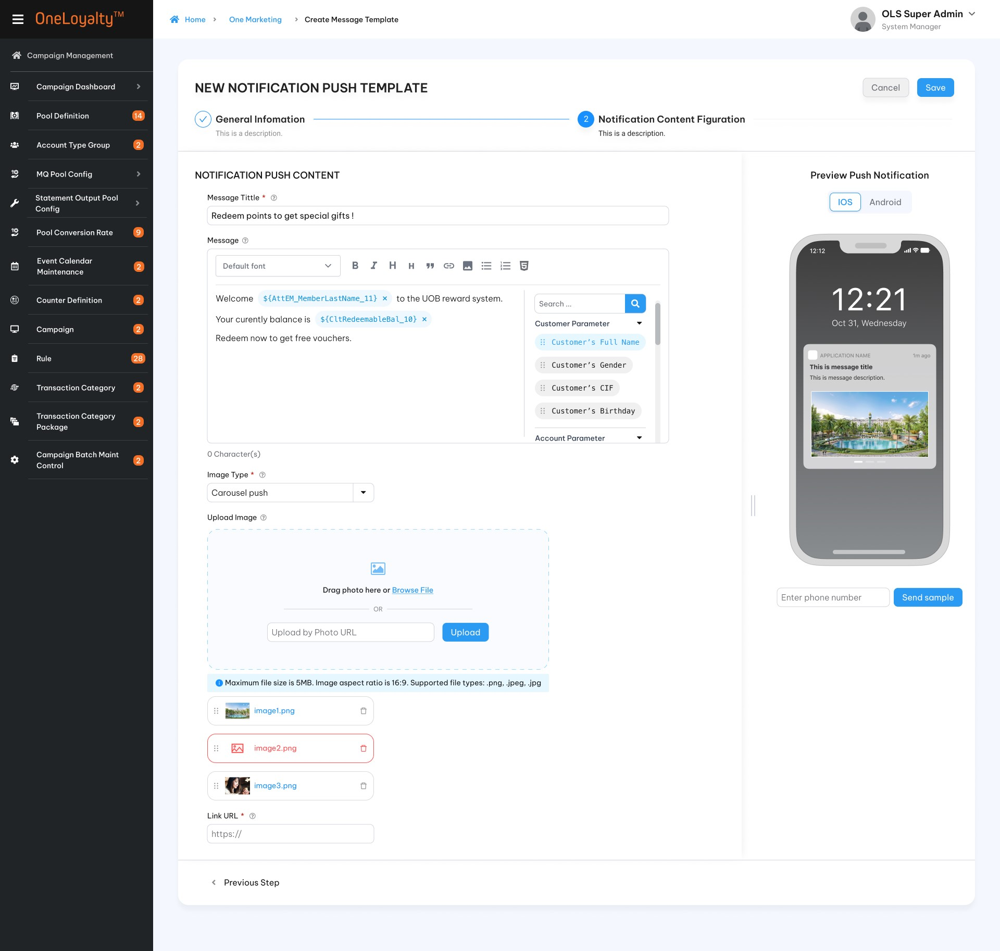 OneLoyalty™
Home
One Marketing
Create Message Template
OLS Super Admin
System Manager
Campaign Management
Campaign Dashboard
Pool Definition 14
Account Type Group 2
MQ Pool Config
Statement Output Pool
Config
Pool Conversion Rate 9
Event Calendar
Maintenance 2
Counter Definition 2
Campaign 2
Rule 28
Transaction Category 2
Transaction Category
Package 2
Campaign Batch Maint
Control 2
NEW NOTIFICATION PUSH TEMPLATE
Cancel
Save
General Infomation
This is a description.
2 Notification Content Figuration
This is a description.
NOTIFICATION PUSH CONTENT
Message Tittle *
Redeem points to get special gifts !
Message
Default font
B I H H
Welcome ${AttEM_MemberLastName_11} × to the UOB reward system.
Your curently balance is ${CltRedeemableBal_10} ×
Redeem now to get free vouchers.
Search ...
Customer Parameter
Customer’s Full Name
Customer’s Gender
Customer’s CIF
Customer’s Birthday
Account Parameter
0 Character(s)
Image Type *
Carousel push
Upload Image
Drag photo here or Browse File
OR
Upload by Photo URL
Upload
Maximum file size is 5MB. Image aspect ratio is 16:9. Supported file types: .png, .jpeg, .jpg
image1.png
image2.png
image3.png
Link URL *
https://
Previous Step
Preview Push Notification
IOS
Android
12:12
12:21
Oct 31, Wednesday
APPLICATION NAME 1m ago
This is message title
This is message description.
Enter phone number
Send sample